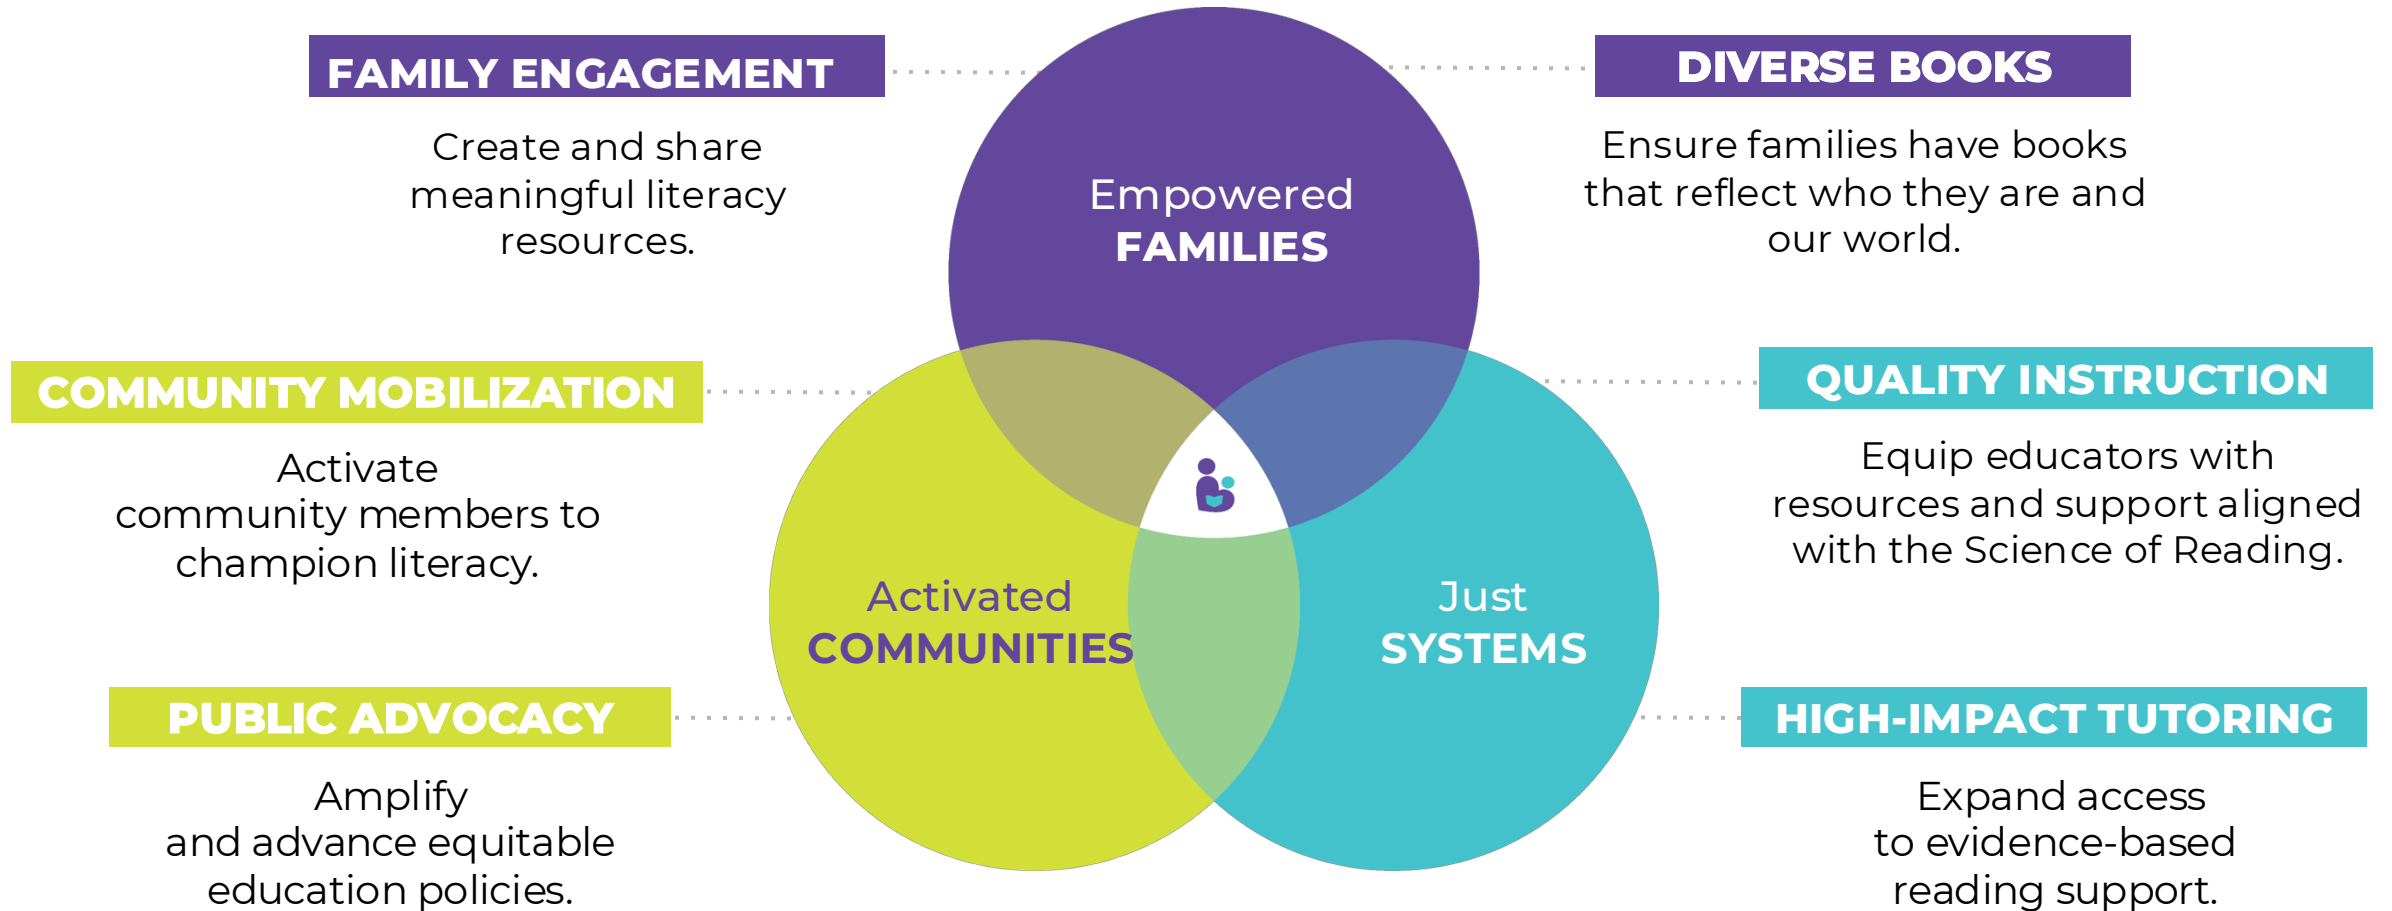 FAMILY ENGAGEMENT
Create and share
meaningful literacy
resources.
DIVERSE BOOKS
Ensure families have books
that reflect who they are and
our world.
Empowered
FAMILIES
COMMUNITY MOBILIZATION
Activate
community members to
champion literacy.
QUALITY INSTRUCTION
Equip educators with
resources and support aligned
with the Science of Reading.
Activated
COMMUNITIES
Just
SYSTEMS
PUBLIC ADVOCACY
Amplify
and advance equitable
education policies.
HIGH-IMPACT TUTORING
Expand access
to evidence-based
reading support.